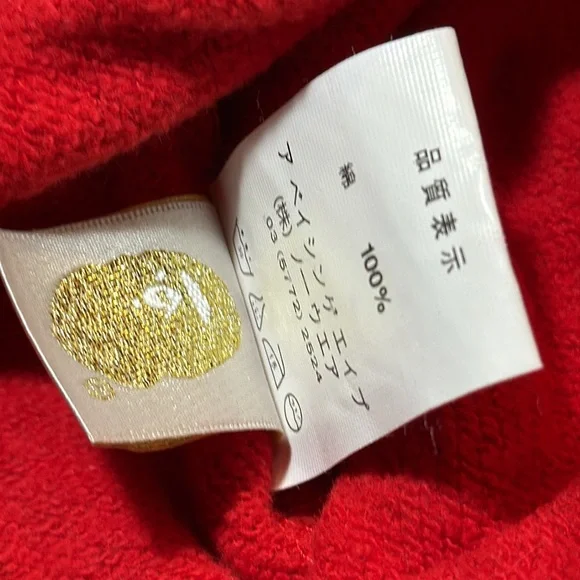 品質表示
綿 100%
ア ベイシング エイプ
(株) ノーウエア
03 (5772) 2524